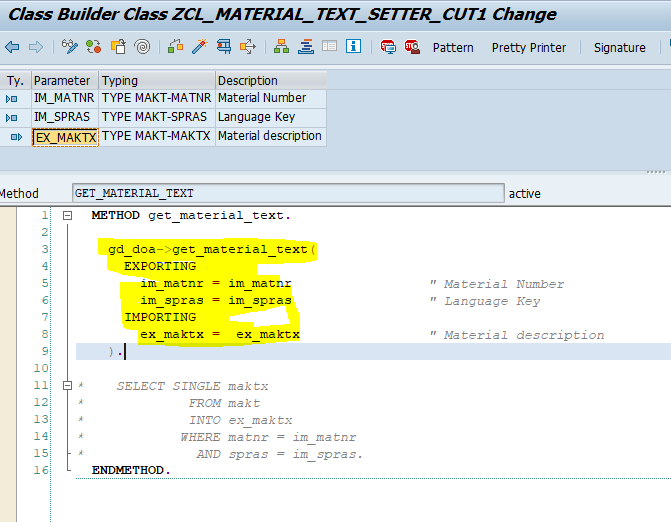 Class Builder Class ZCL_MATERIAL_TEXT_SETTER_CUT1 Change
Pattern Pretty Printer Signature
Ty. Parameter Typing Description
IM_MATNR TYPE MAKT-MATNR Material Number
IM_SPRAS TYPE MAKT-SPRAS Language Key
EX_MAKTX TYPE MAKT-MAKTX Material description
Method GET_MATERIAL_TEXT active
1 METHOD get_material_text.
2
3 gd_doa->get_material_text(
4 EXPORTING
5 im_matnr = im_matnr " Material Number
6 im_spras = im_spras " Language Key
7 IMPORTING
8 ex_maktx = ex_maktx " Material description
9 ).
10
11 * SELECT SINGLE maktx
12 * FROM makt
13 * INTO ex_maktx
14 * WHERE matnr = im_matnr
15 * AND spras = im_spras.
16 ENDMETHOD.